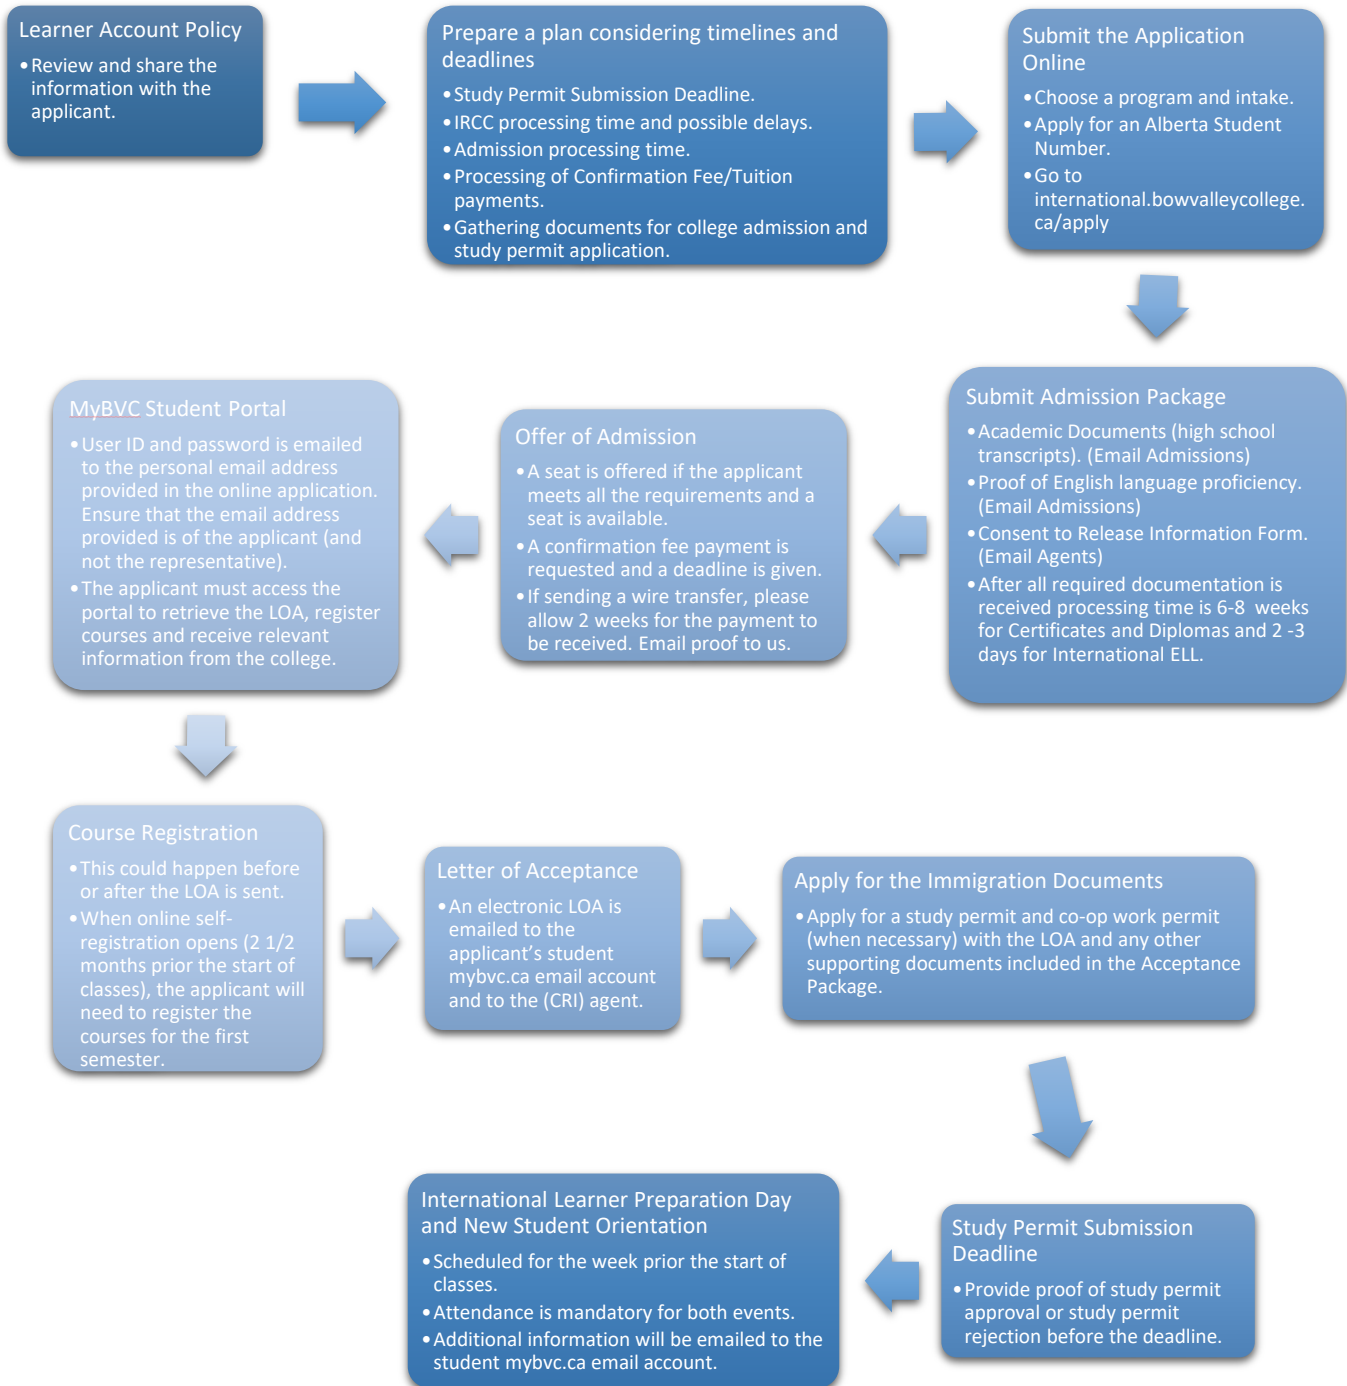 Learner Account Policy
•Review and share the
information with the
applicant.
Prepare a plan considering timelines and
deadlines
•Study Permit Submission Deadline.
•IRCC processing time and possible delays.
•Admission processing time.
•Processing of Confirmation Fee/Tuition
payments.
•Gathering documents for college admission and
study permit application.
Submit the Application
Online
•Choose a program and intake.
•Apply for an Alberta Student
Number.
•Go to
international.bowvalleycollege.
ca/apply
Submit Admission Package
•Academic Documents (high school
transcripts). (Email Admissions)
•Proof of English language proficiency.
(Email Admissions)
•Consent to Release Information Form.
(Email Agents)
•After all required documentation is
received processing time is 6-8 weeks
for Certificates and Diplomas and 2 -3
days for International ELL.
Offer of Admission
•A seat is offered if the applicant
meets all the requirements and a
seat is available.
•A confirmation fee payment is
requested and a deadline is given.
•If sending a wire transfer, please
allow 2 weeks for the payment to
be received. Email proof to us.
MyBVC Student Portal
•User ID and password is emailed
to the personal email address
provided in the online application.
Ensure that the email address
provided is of the applicant (and
not the representative).
•The applicant must access the
portal to retrieve the LOA, register
courses and receive relevant
information from the college.
Course Registration
•This could happen before
or after the LOA is sent.
•When online self-
registration opens (2 1/2
months prior the start of
classes), the applicant will
need to register the
courses for the first
semester.
Letter of Acceptance
•An electronic LOA is
emailed to the
applicant's student
mybvc.ca email account
and to the (CRI) agent.
Apply for the Immigration Documents
•Apply for a study permit and co-op work permit
(when necessary) with the LOA and any other
supporting documents included in the Acceptance
Package.
Study Permit Submission
Deadline
•Provide proof of study permit
approval or study permit
rejection before the deadline.
International Learner Preparation Day
and New Student Orientation
•Scheduled for the week prior the start of
classes.
•Attendance is mandatory for both events.
•Additional information will be emailed to the
student mybvc.ca email account.